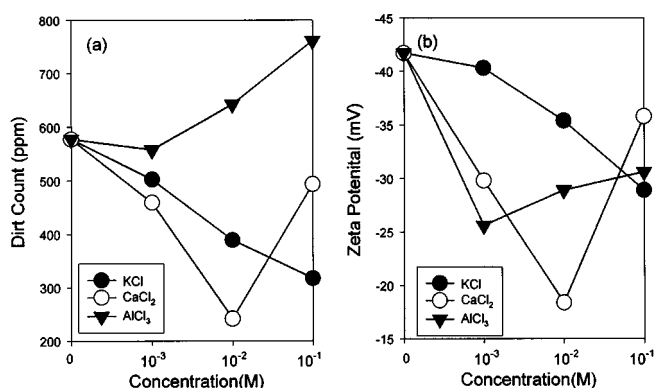 (a)
Dirt Count (ppm)
800
700
600
500
400
300
200
KCl
CaCl₂
AlCl₃
0
10⁻³
10⁻²
10⁻¹
Concentration(M)
(b)
Zeta Potenital (mV)
-45
-40
-35
-30
-25
-20
-15
KCl
CaCl₂
AlCl₃
0
10⁻³
10⁻²
10⁻¹
Concentration(M)